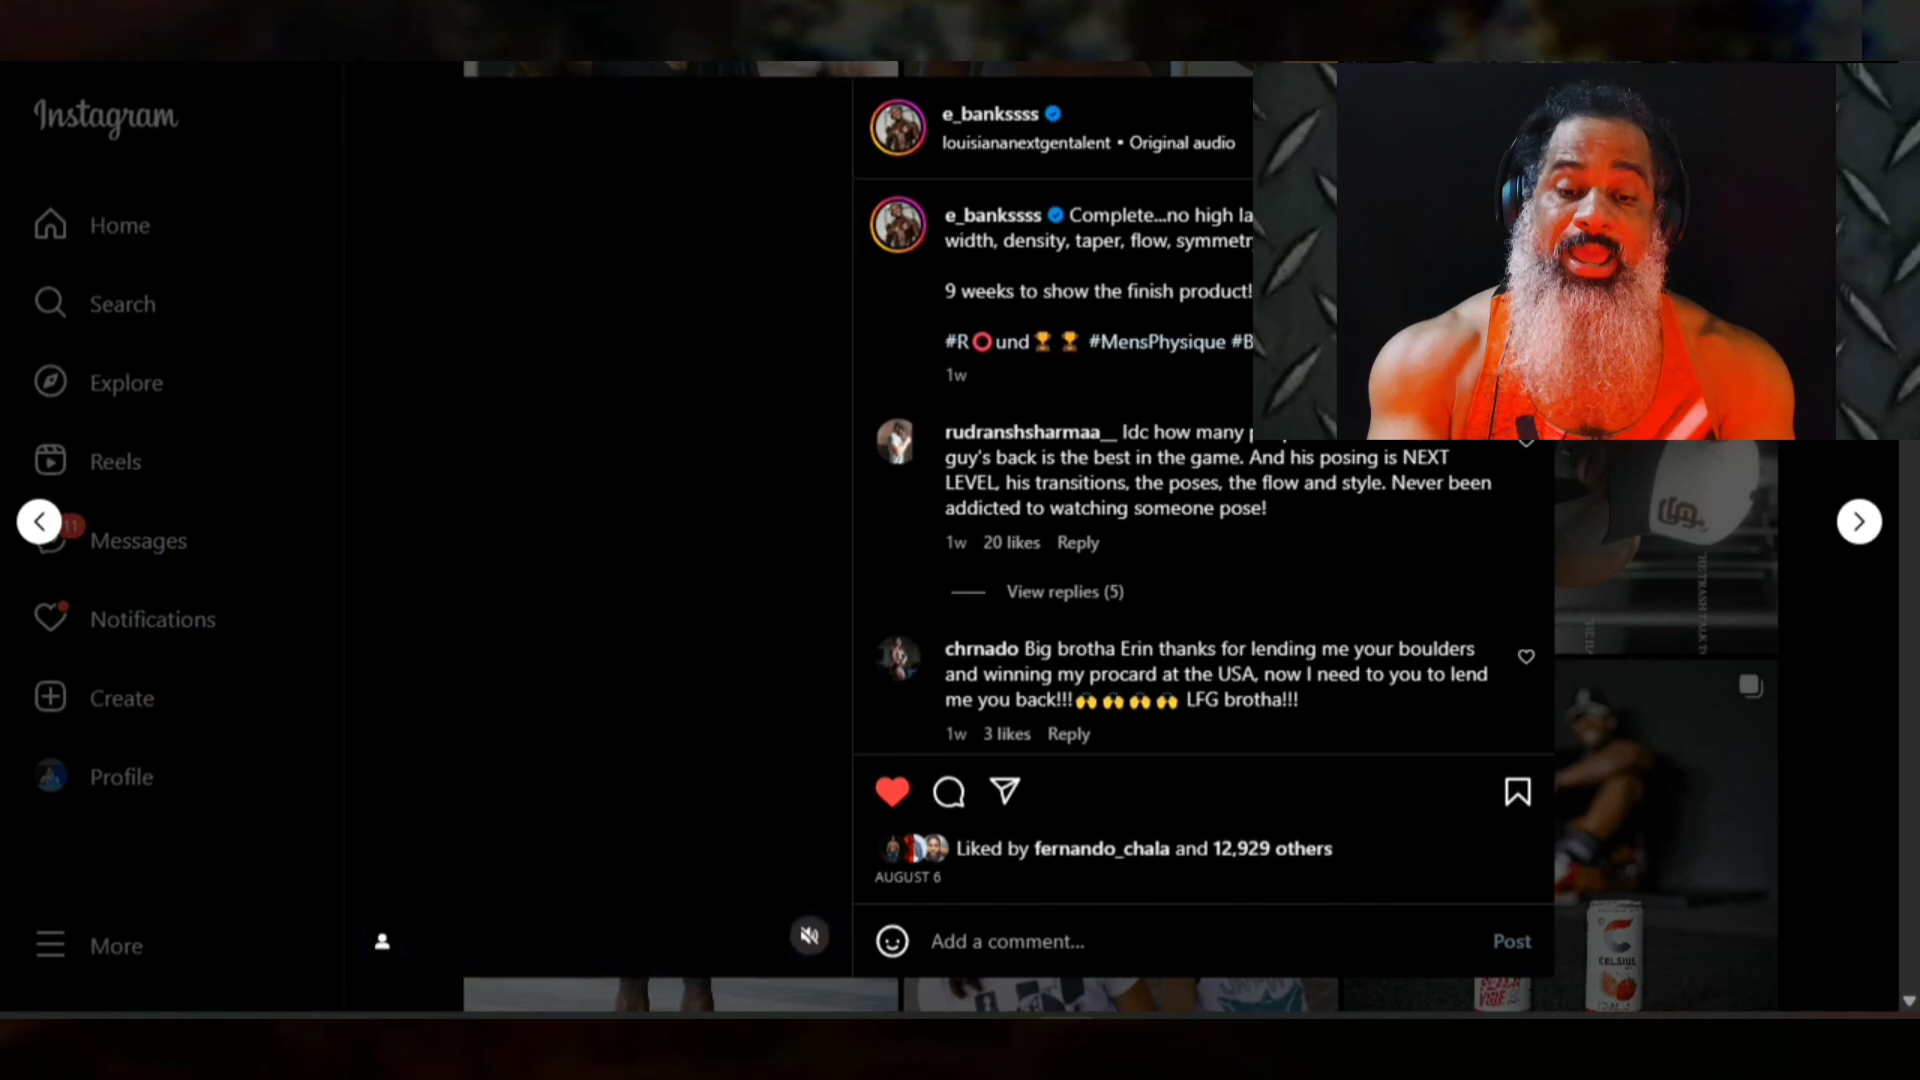 Instagram
Home
Search
Explore
Reels
11
Messages
Notifications
Create
Profile
More
e_bankssss
louisiananextgentalent • Original audio
e_bankssss Complete...no high la
width, density, taper, flow, symmetr
9 weeks to show the finish product!
#R⭕und🏆 🏆 #MensPhysique #B
1w
rudranshsharmaa__ Idc how many
guy's back is the best in the game. And his posing is NEXT
LEVEL, his transitions, the poses, the flow and style. Never been
addicted to watching someone pose!
1w 20 likes Reply
View replies (5)
chrnado Big brotha Erin thanks for lending me your boulders
and winning my procard at the USA, now I need to you to lend
me you back!!!🙌🙌🙌🙌 LFG brotha!!!
1w 3 likes Reply
Liked by fernando_chala and 12,929 others
AUGUST 6
Add a comment...
Post
CELSIUS